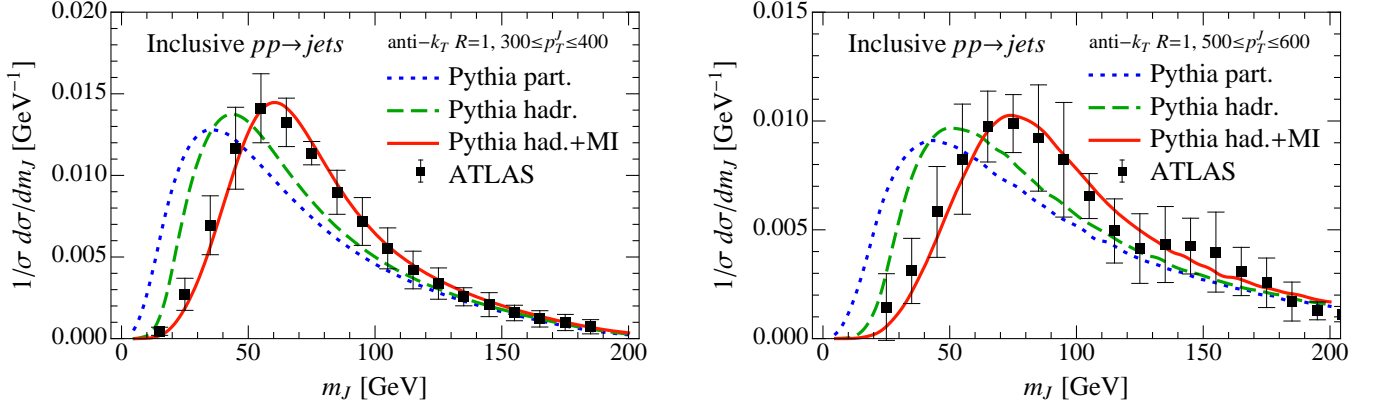 Inclusive pp→jets
anti−k_T R=1, 300≤p_T^J≤400
Pythia part.
Pythia hadr.
Pythia had.+MI
ATLAS
1/σ dσ/dm_J [GeV⁻¹]
0.020
0.015
0.010
0.005
0.000
0 50 100 150 200
m_J [GeV]
Inclusive pp→jets
anti−k_T R=1, 500≤p_T^J≤600
Pythia part.
Pythia hadr.
Pythia had.+MI
ATLAS
1/σ dσ/dm_J [GeV⁻¹]
0.015
0.010
0.005
0.000
0 50 100 150 200
m_J [GeV]